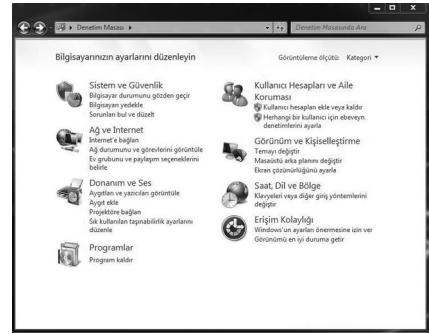 Denetim Masası
Denetim Masasında Ara
Bilgisayarınızın ayarlarını düzenleyin
Görüntüleme ölçütü: Kategori
Sistem ve Güvenlik
Bilgisayar durumunu gözden geçir
Bilgisayarı yedekle
Sorunları bul ve düzelt
Ağ ve Internet
Internet'e bağlan
Ağ durumunu ve görevlerini görüntüle
Ev grubunu ve paylaşım seçeneklerini
belirle
Donanım ve Ses
Aygıtları ve yazıcıları görüntüle
Aygıt ekle
Projektöre bağlan
Sık kullanılan taşınabilirlik ayarlarını
düzenle
Programlar
Program kaldır
Kullanıcı Hesapları ve Aile
Koruması
Kullanıcı hesapları ekle veya kaldır
Herhangi bir kullanıcı için ebeveyn
denetimlerini ayarla
Görünüm ve Kişiselleştirme
Temayı değiştir
Masaüstü arka planını değiştir
Ekran çözünürlüğünü ayarla
Saat, Dil ve Bölge
Klavyeleri veya diğer giriş yöntemlerini
değiştir
Erişim Kolaylığı
Windows'un ayarları önermesine izin ver
Görünümü en iyi duruma getir